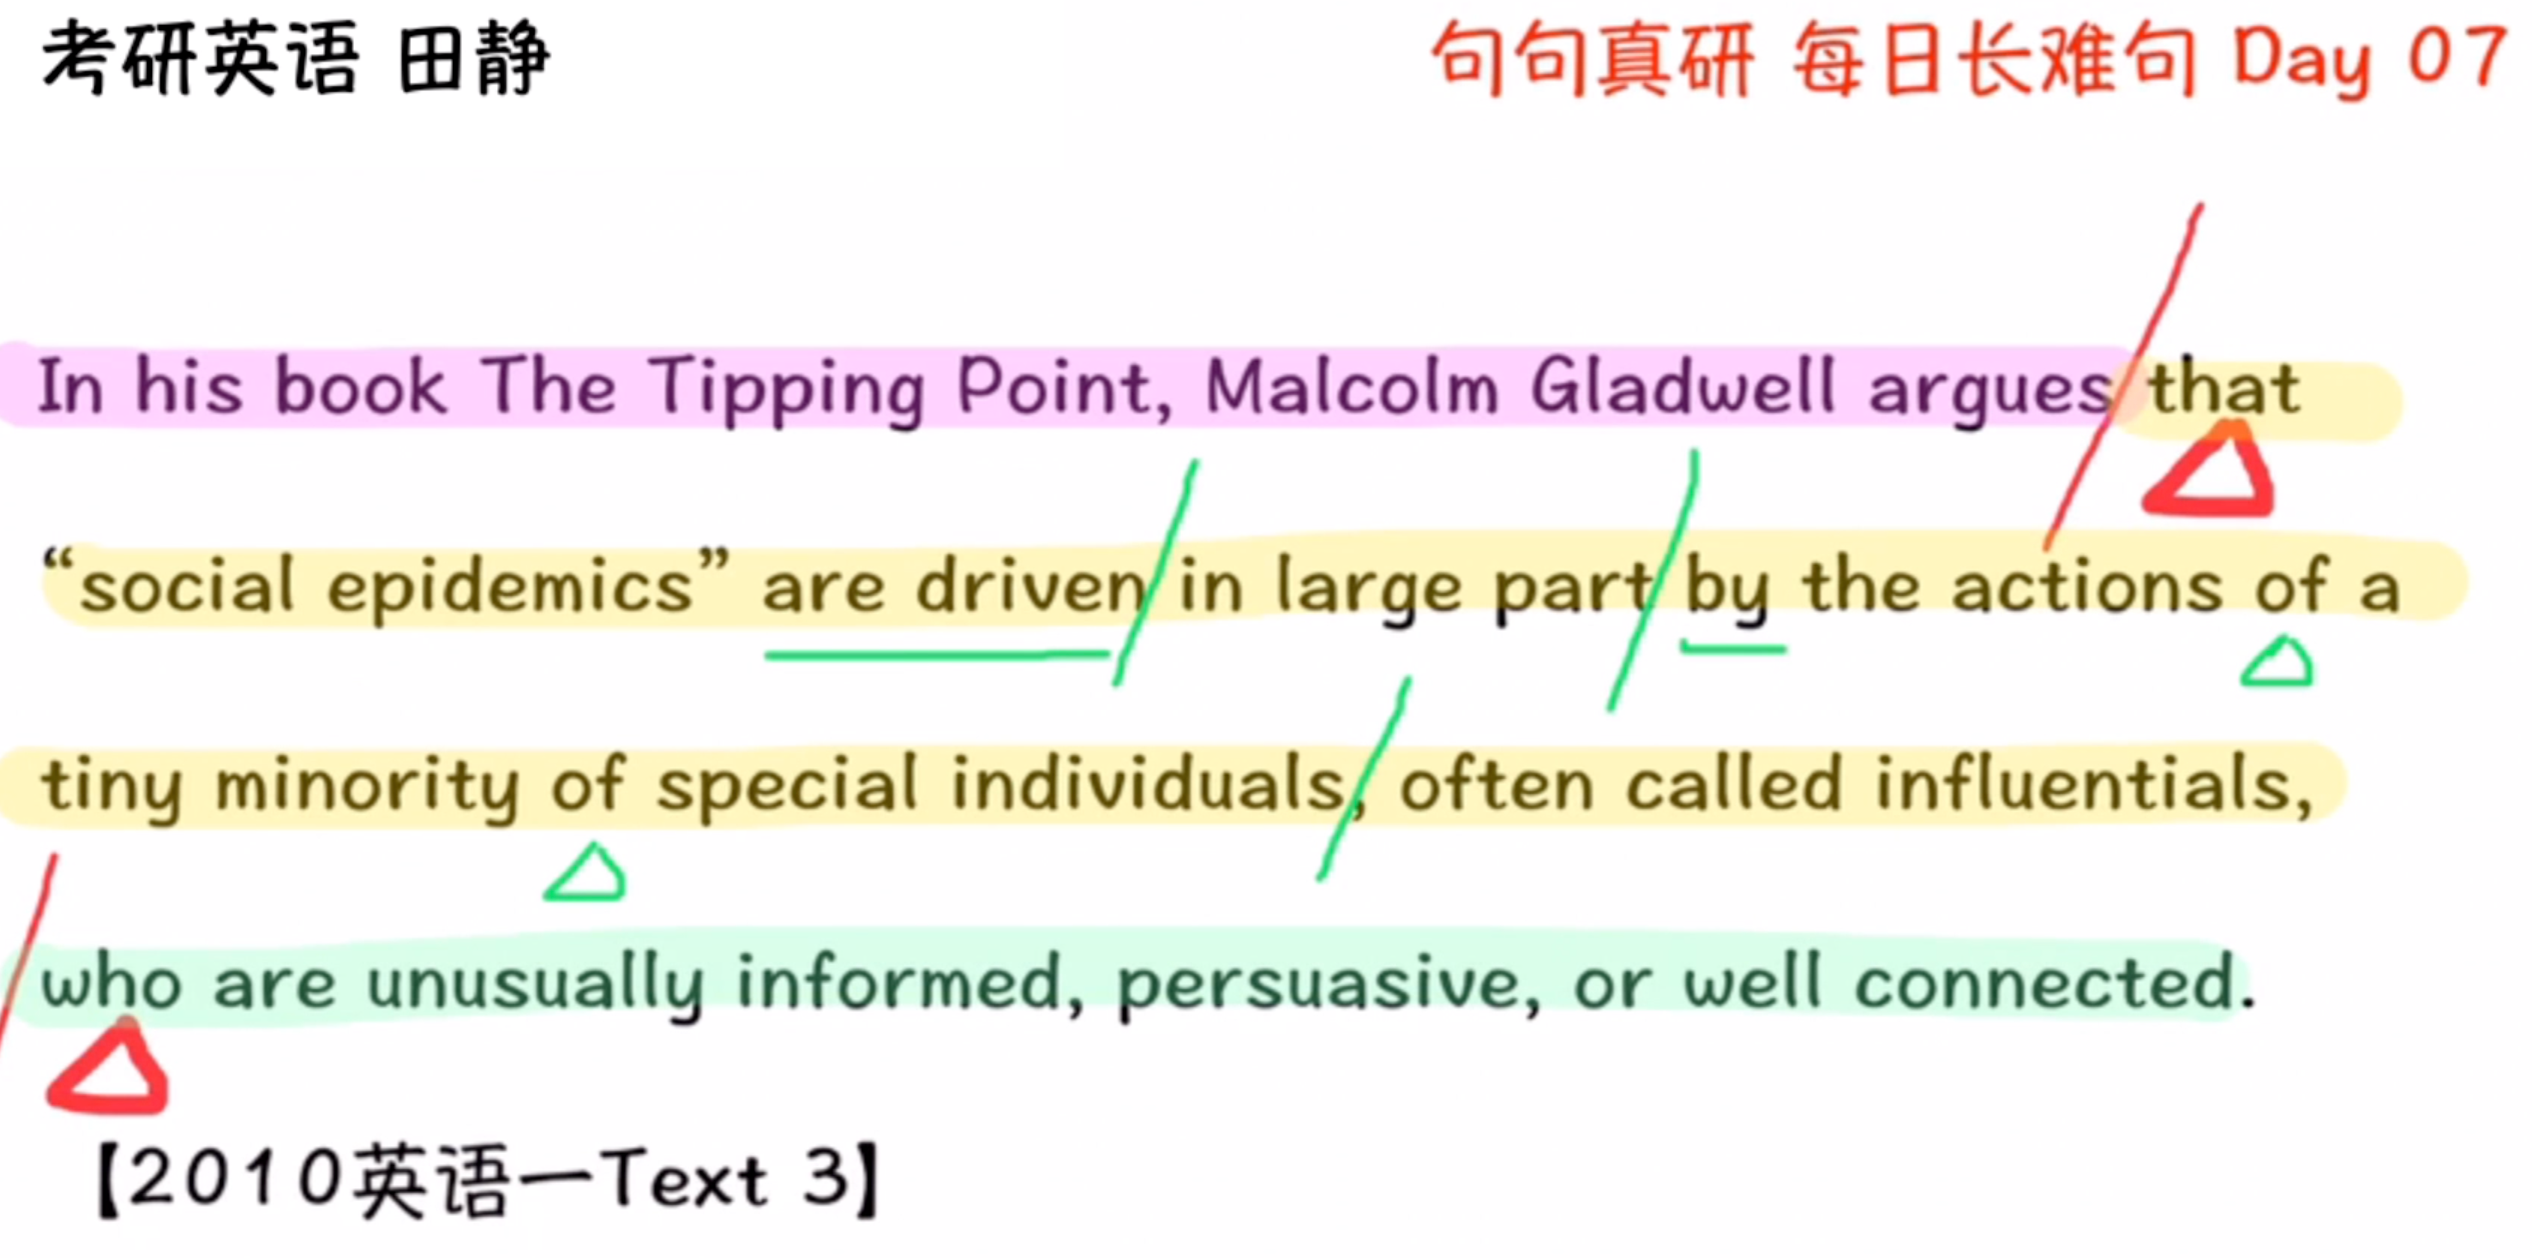 考研英语 田静
句句真研 每日长难句 Day 07
In his book The Tipping Point, Malcolm Gladwell argues that
“social epidemics” are driven in large part by the actions of a
tiny minority of special individuals, often called influentials,
who are unusually informed, persuasive, or well connected.
【2010英语一Text 3】